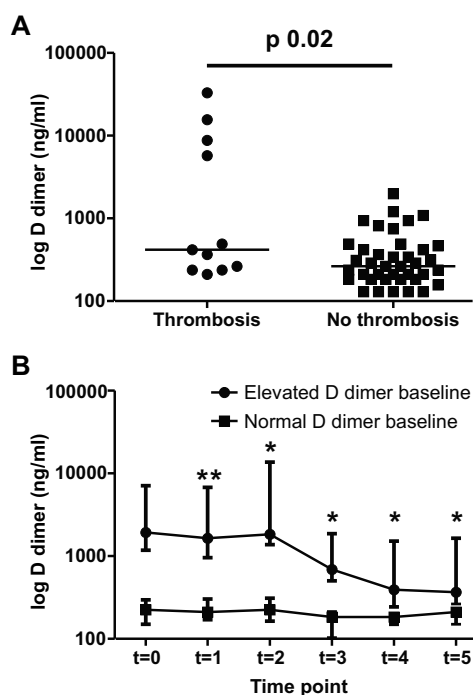 A
p 0.02
log D dimer (ng/ml)
100000
10000
1000
100
Thrombosis No thrombosis
B
log D dimer (ng/ml)
100000
10000
1000
100
Elevated D dimer baseline
Normal D dimer baseline
** * * * *
t=0 t=1 t=2 t=3 t=4 t=5
Time point